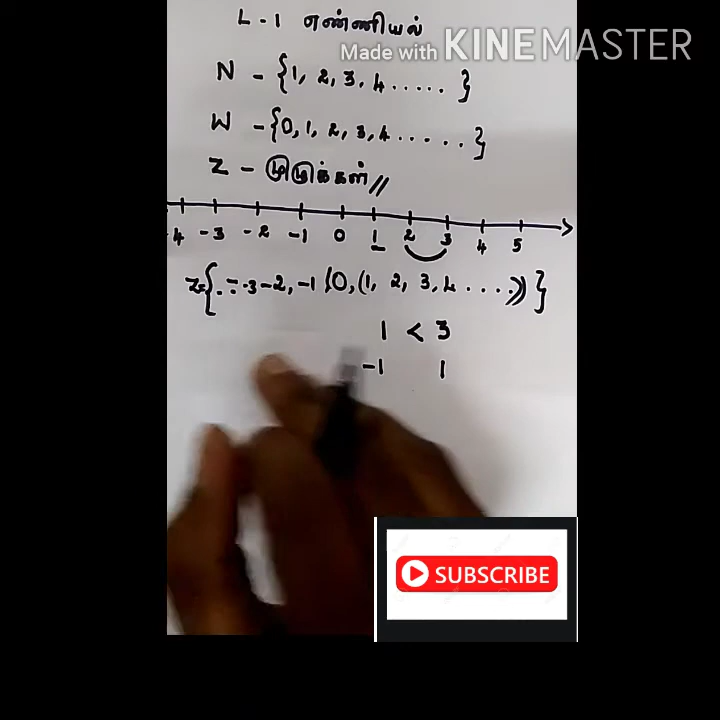 L-1 எண்ணியல்
Made with KINEMASTER
N - {1, 2, 3, 4.....}
W - {0, 1, 2, 3, 4......}
Z - முழுக்கள் //
-4 -3 -2 -1 0 1 2 3 4 5
Z={.-- -3 -2, -1 (0, (1, 2, 3, 4....))}
1 < 3
-1 1
SUBSCRIBE